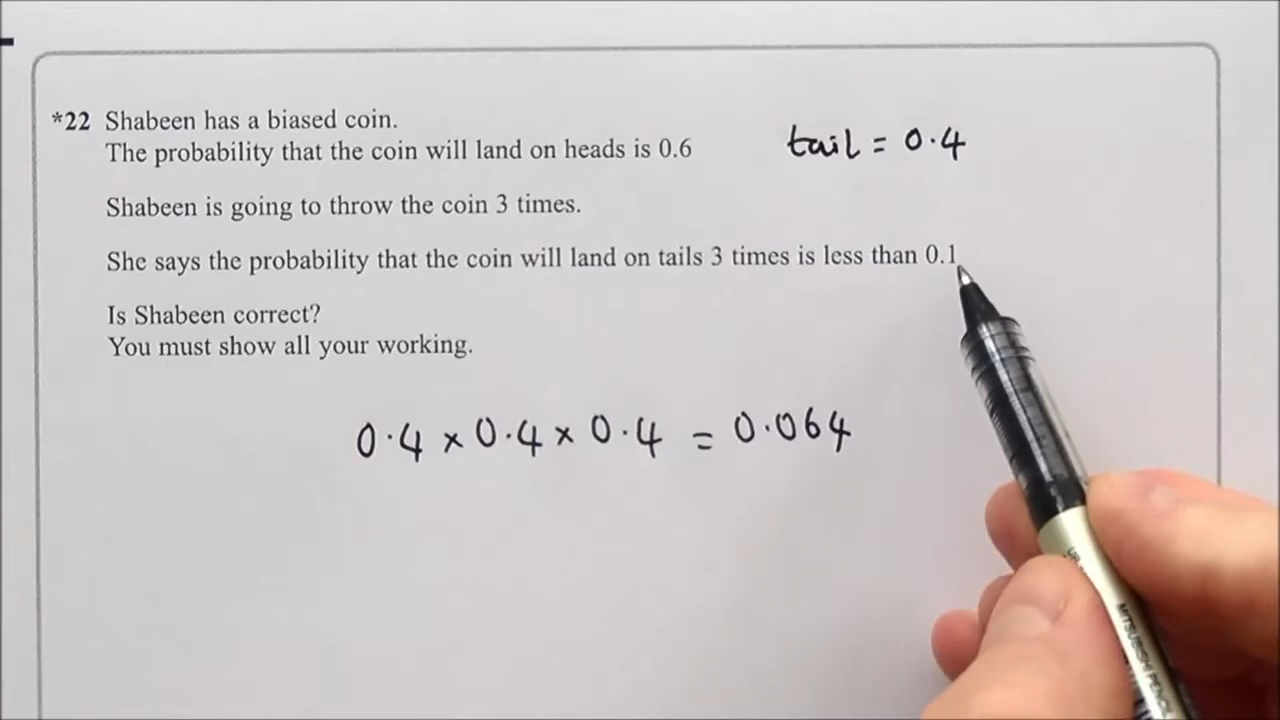 *22 Shabeen has a biased coin.
The probability that the coin will land on heads is 0.6
tail = 0.4
Shabeen is going to throw the coin 3 times.
She says the probability that the coin will land on tails 3 times is less than 0.1
Is Shabeen correct?
You must show all your working.
0.4 × 0.4 × 0.4 = 0.064
MITSUBISHI PENCIL